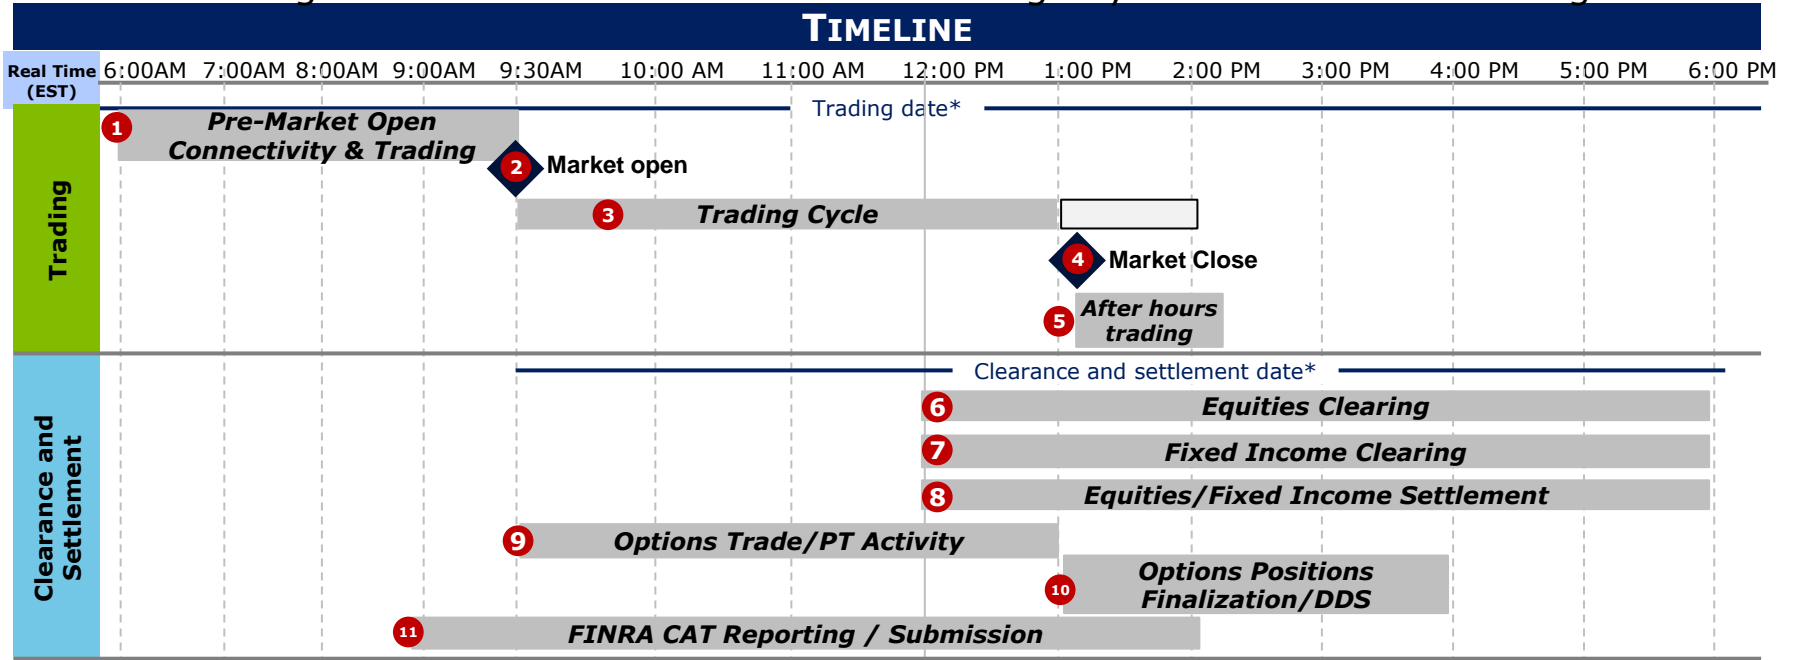 TIMELINE
Real Time
(EST)
6:00AM 7:00AM 8:00AM 9:00AM 9:30AM 10:00 AM 11:00 AM 12:00 PM 1:00 PM 2:00 PM 3:00 PM 4:00 PM 5:00 PM 6:00 PM
Trading date*
Trading
1 Pre-Market Open
Connectivity & Trading
2 Market open
3 Trading Cycle
4 Market Close
5 After hours
trading
Clearance and settlement date*
Clearance and
Settlement
6 Equities Clearing
7 Fixed Income Clearing
8 Equities/Fixed Income Settlement
9 Options Trade/PT Activity
10 Options Positions
Finalization/DDS
11 FINRA CAT Reporting / Submission